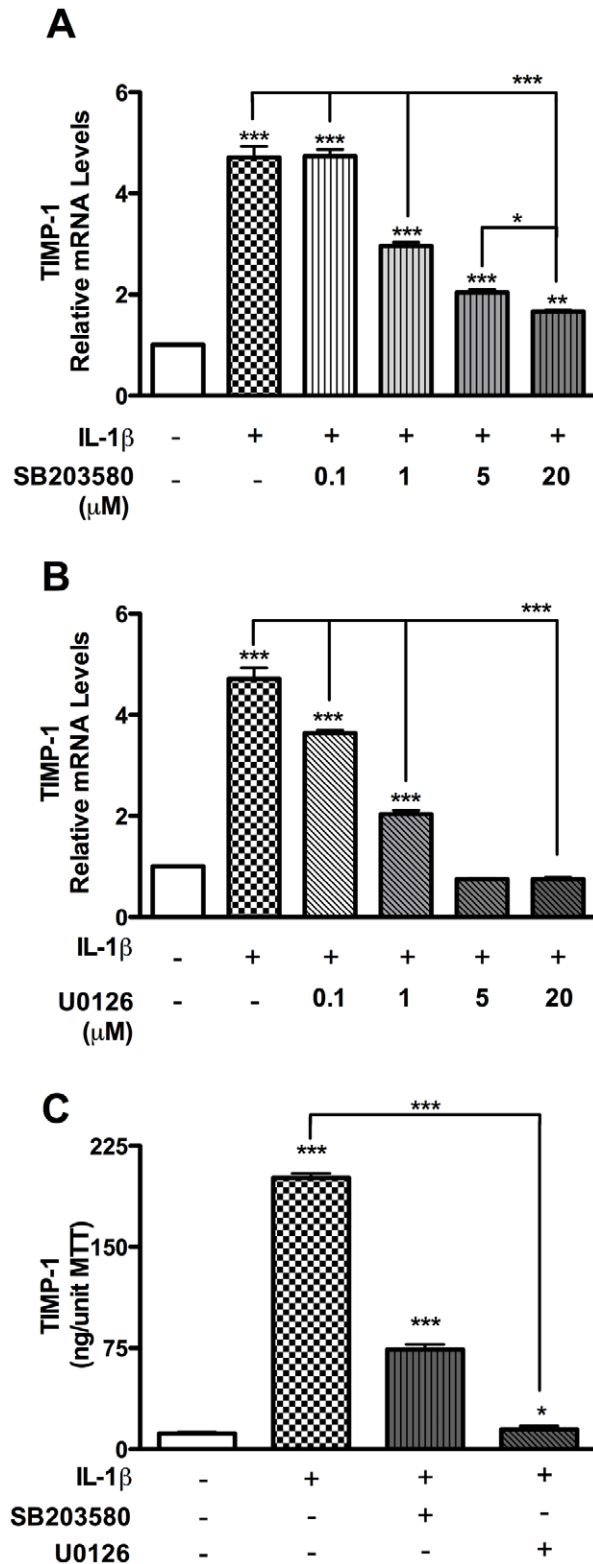 A
***
6
*** ***
4
*
***
***
2
**
0
TIMP-1
Relative mRNA Levels
IL-1β - + + + + +
SB203580 - - 0.1 1 5 20
(μM)
B
***
6
***
4
***
***
2
0
TIMP-1
Relative mRNA Levels
IL-1β - + + + + +
U0126 - - 0.1 1 5 20
(μM)
C
***
225
***
150
75
***
*
0
TIMP-1
(ng/unit MTT)
IL-1β - + + +
SB203580 - - + -
U0126 - - - +